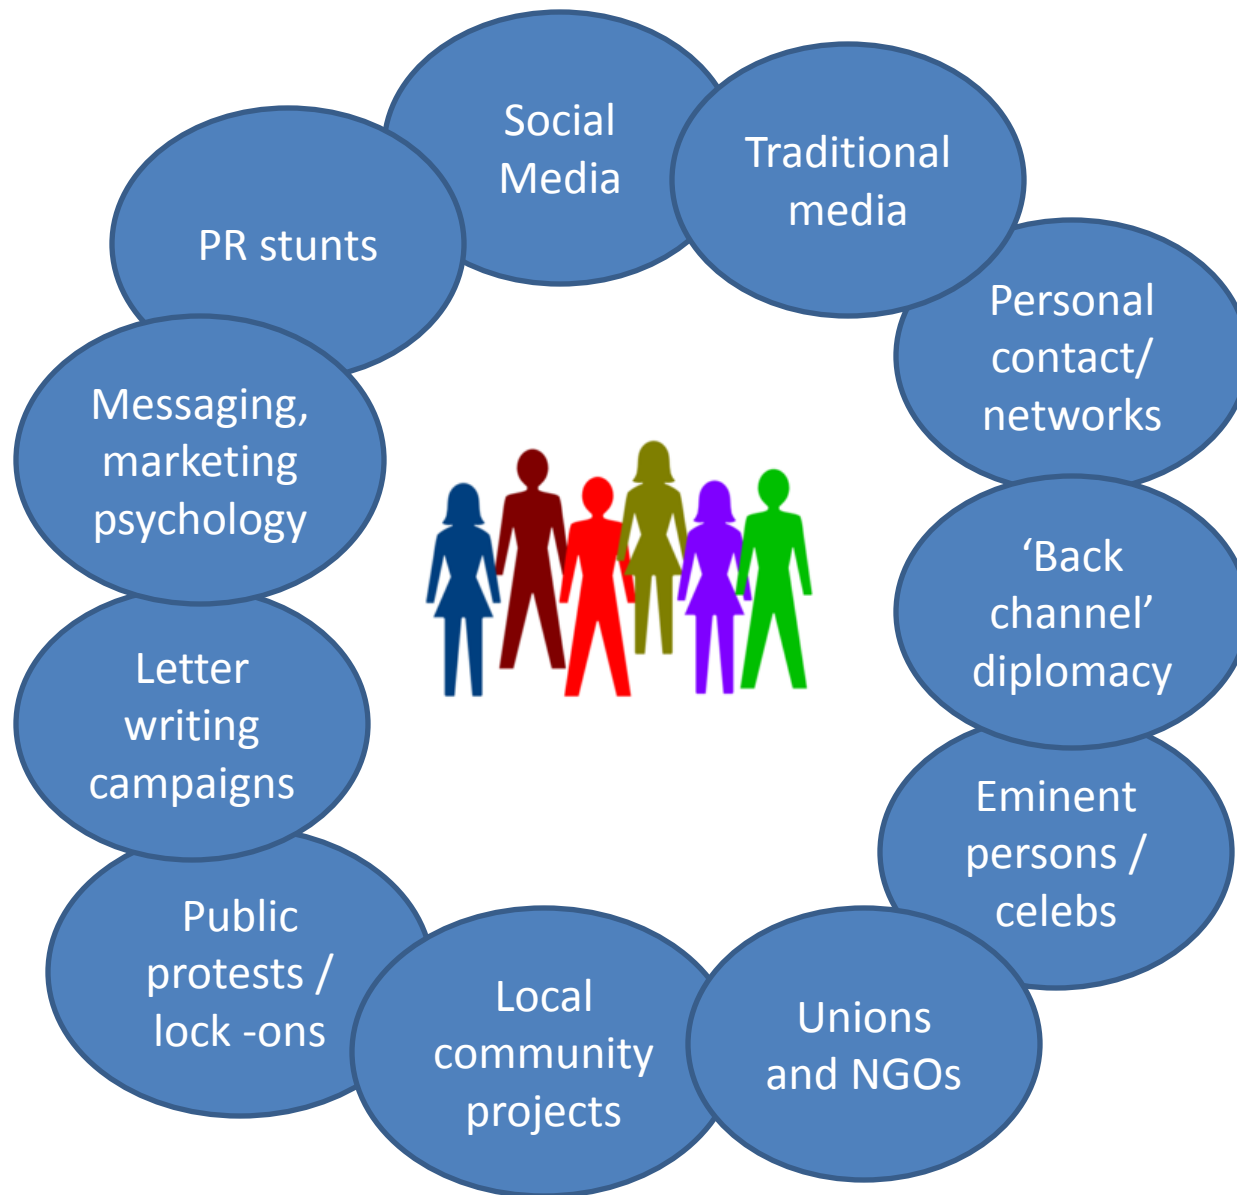 Social
Media
Traditional
media
Personal
contact/
networks
‘Back
channel’
diplomacy
Eminent
persons /
celebs
Unions
and NGOs
Local
community
projects
Public
protests /
lock -ons
Letter
writing
campaigns
Messaging,
marketing
psychology
PR stunts